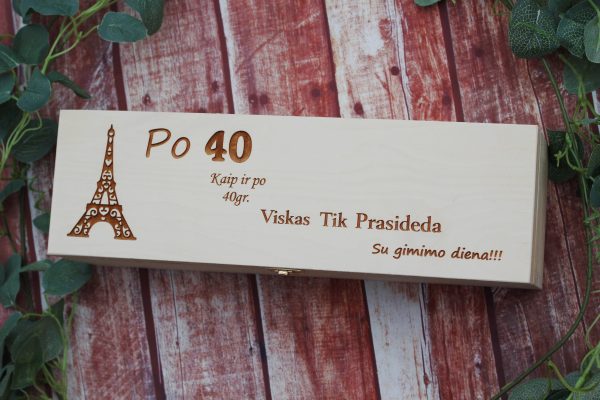 Po 40
Kaip ir po
40gr.
Viskas Tik Prasideda
Su gimimo diena!!!